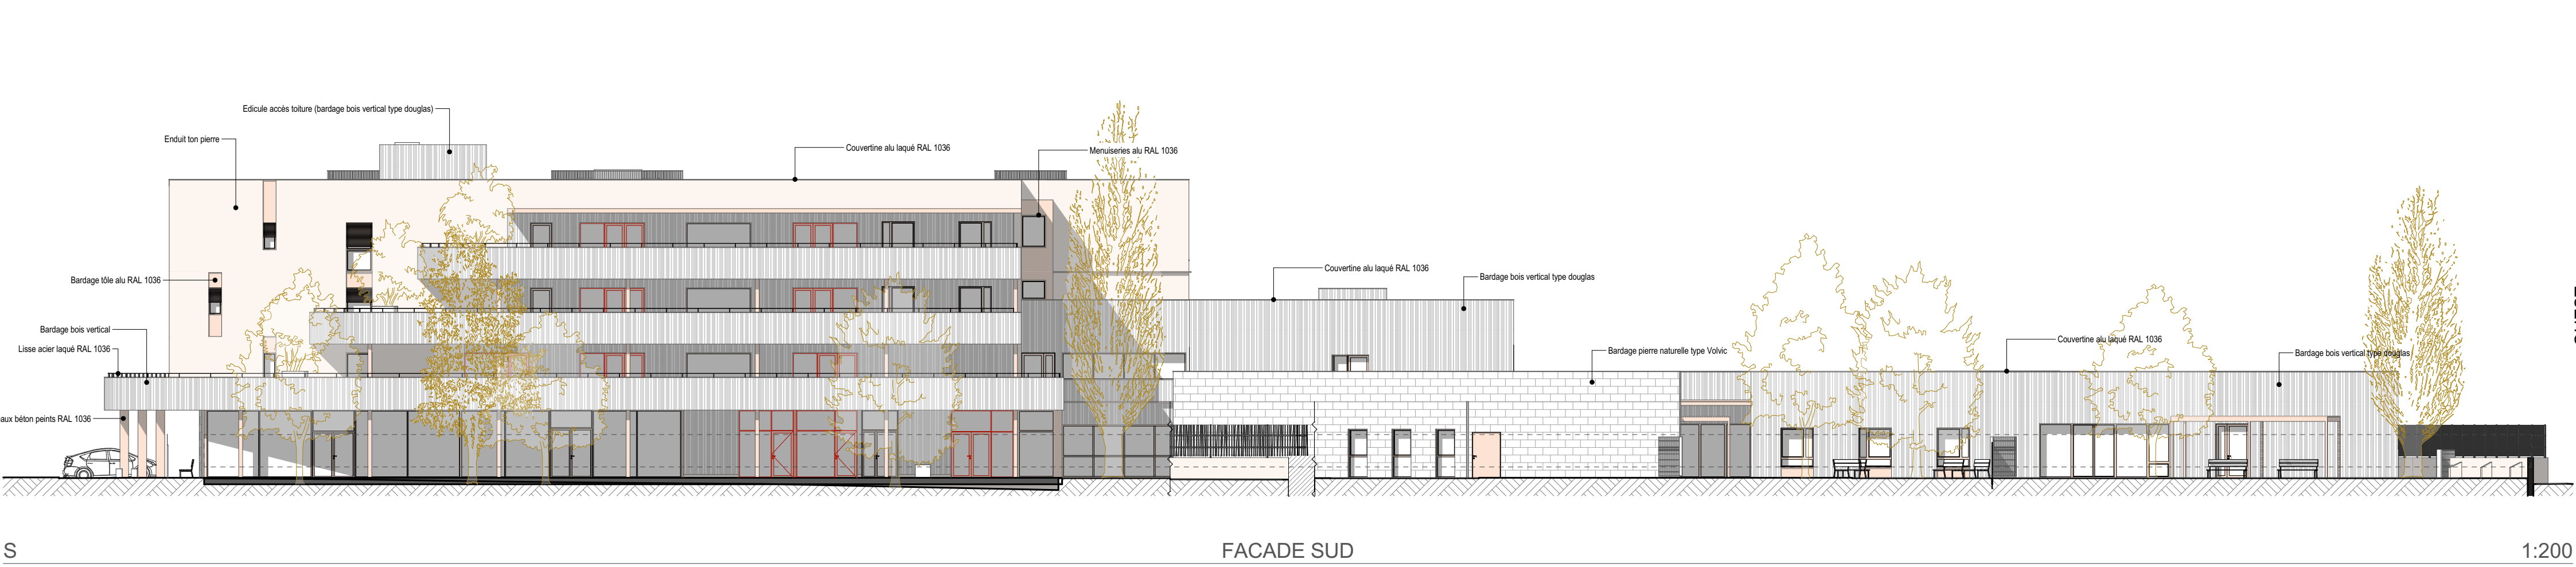 Edicule accès toiture (bardage bois vertical type douglas)
Enduit ton pierre
Couvertine alu laqué RAL 1036
Menuiseries alu RAL 1036
Couvertine alu laqué RAL 1036
Bardage bois vertical type douglas
Bardage tôle alu RAL 1036
Bardage bois vertical
Lisse acier laqué RAL 1036
Bardage pierre naturelle type Volvic
Couvertine alu laqué RAL 1036
Bardage bois vertical type douglas
aux béton peints RAL 1036
S
FACADE SUD
1:200